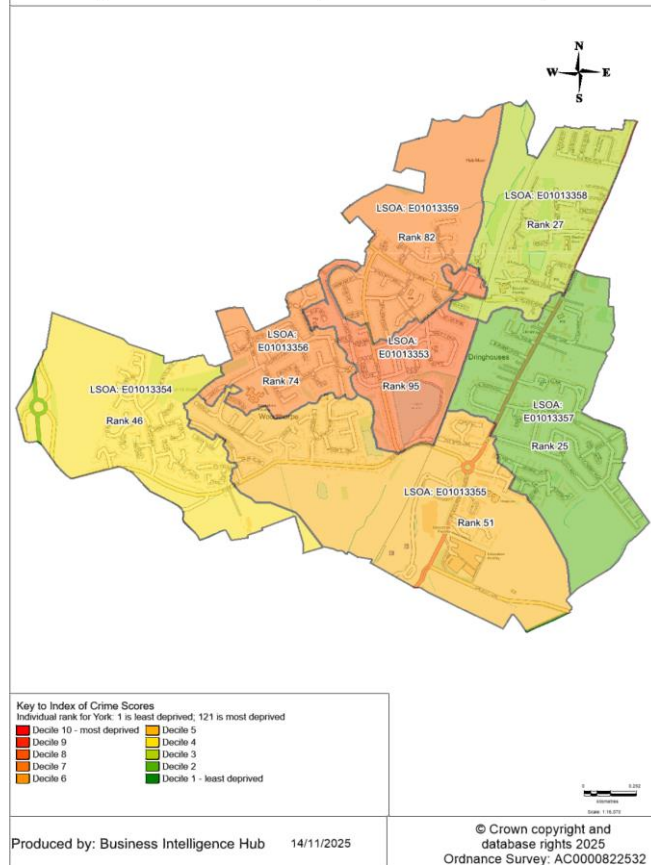 N
W E
S
LSOA: E01013359
Rank 82
LSOA: E01013358
Rank 27
LSOA:
E01013356
Rank 74
LSOA:
E01013353
Rank 95
Dringhouses
LSOA: E01013354
Rank 46
LSOA:
E01013357
Rank 25
LSOA: E01013355
Rank 51
Key to Index of Crime Scores
Individual rank for York: 1 is least deprived; 121 is most deprived
Decile 10 - most deprived
Decile 9
Decile 8
Decile 7
Decile 6
Decile 5
Decile 4
Decile 3
Decile 2
Decile 1 - least deprived
Produced by: Business Intelligence Hub 14/11/2025
© Crown copyright and
database rights 2025
Ordnance Survey: AC0000822532